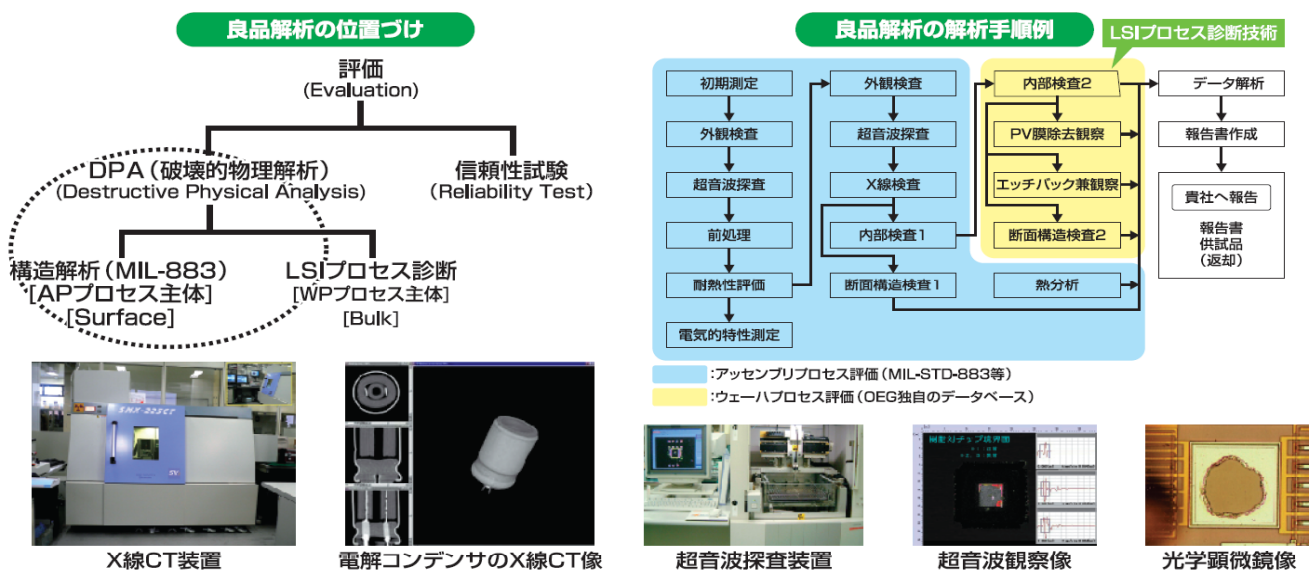 良品解析の位置づけ
評価
(Evaluation)
DPA(破壊的物理解析)
(Destructive Physical Analysis)
信頼性試験
(Reliability Test)
構造解析(MIL-883)
[APプロセス主体]
[Surface]
LSIプロセス診断
[WPプロセス主体]
[Bulk]
良品解析の解析手順例
LSIプロセス診断技術
初期測定
外観検査
超音波探査
前処理
耐熱性評価
電気的特性測定
外観検査
超音波探査
X線検査
内部検査1
断面構造検査1
内部検査2
PV膜除去観察
エッチバック兼観察
断面構造検査2
熱分析
データ解析
報告書作成
貴社へ報告
報告書
供試品
(返却)
:アッセンブリプロセス評価(MIL-STD-883等)
:ウェーハプロセス評価(OEG独自のデータベース)
SMX-225CT
X線CT装置
電解コンデンサのX線CT像
超音波探査装置
超音波観察像
光学顕微鏡像